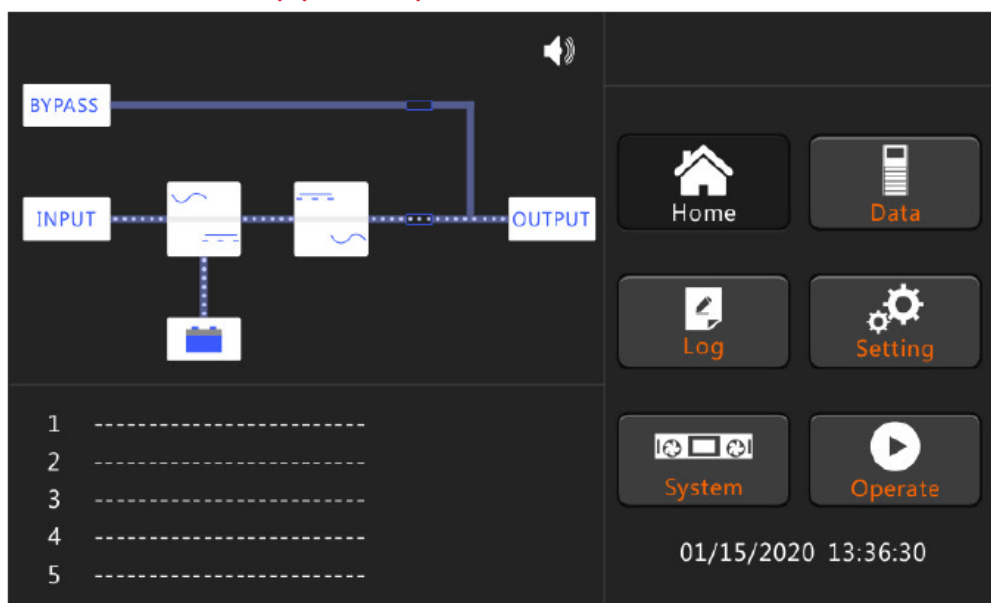 BYPASS
INPUT
OUTPUT
1 ------------------------
2 ------------------------
3 ------------------------
4 ------------------------
5 ------------------------
Home
Data
Log
Setting
System
Operate
01/15/2020 13:36:30